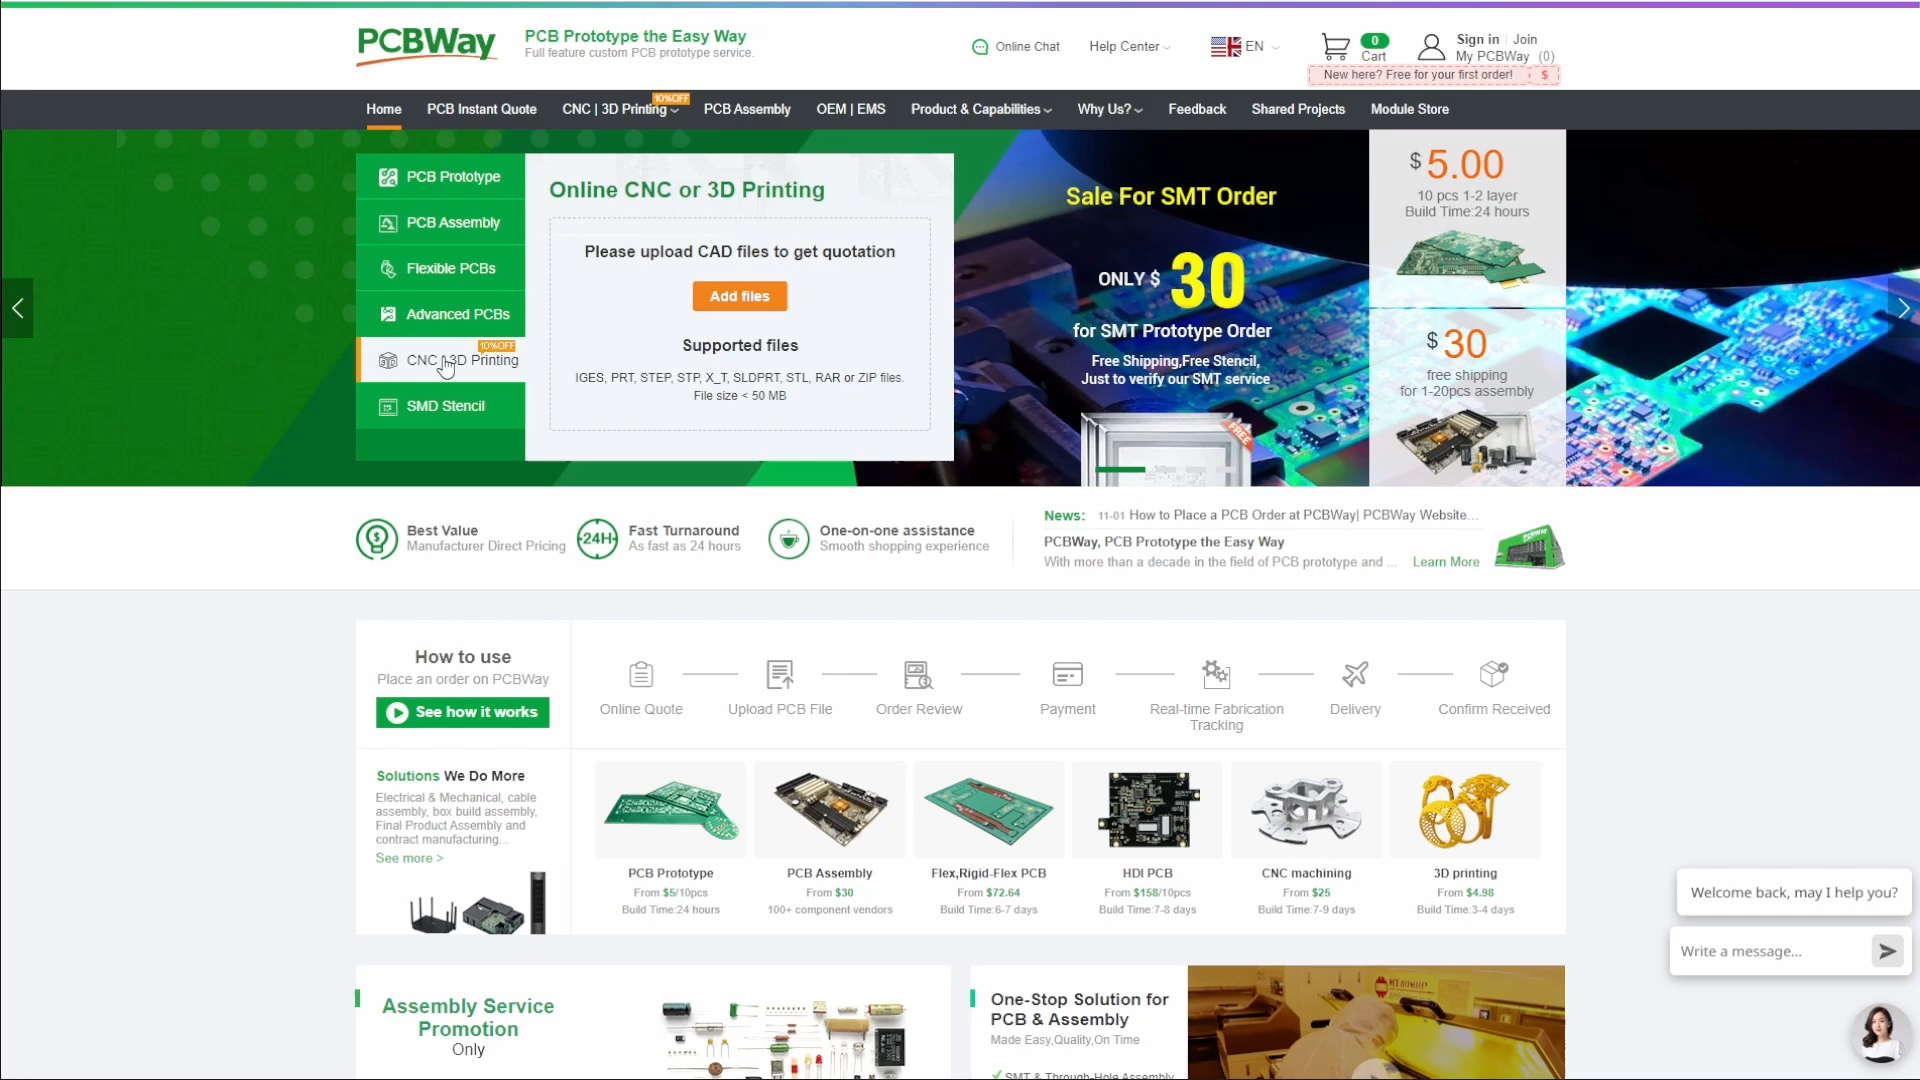 PCBWay
PCB Prototype the Easy Way
Full feature custom PCB prototype service.
Online Chat
Help Center
EN
0
Cart
Sign in | Join
My PCBWay (0)
New here? Free for your first order! $
Home
PCB Instant Quote
CNC | 3D Printing
10%OFF
PCB Assembly
OEM | EMS
Product & Capabilities
Why Us?
Feedback
Shared Projects
Module Store
PCB Prototype
PCB Assembly
Flexible PCBs
Advanced PCBs
CNC | 3D Printing
10%OFF
SMD Stencil
Online CNC or 3D Printing
Please upload CAD files to get quotation
Add files
Supported files
IGES, PRT, STEP, STP, X_T, SLDPRT, STL, RAR or ZIP files.
File size < 50 MB
Sale For SMT Order
ONLY $ 30
for SMT Prototype Order
Free Shipping,Free Stencil,
Just to verify our SMT service
FREE
$ 5.00
10 pcs 1-2 layer
Build Time:24 hours
$ 30
free shipping
for 1-20pcs assembly
Best Value
Manufacturer Direct Pricing
24H
Fast Turnaround
As fast as 24 hours
One-on-one assistance
Smooth shopping experience
News: 11-01 How to Place a PCB Order at PCBWay| PCBWay Website...
PCBWay, PCB Prototype the Easy Way
With more than a decade in the field of PCB prototype and ... Learn More
How to use
Place an order on PCBWay
See how it works
Online Quote
Upload PCB File
Order Review
Payment
Real-time Fabrication
Tracking
Delivery
Confirm Received
Solutions We Do More
Electrical & Mechanical, cable
assembly, box build assembly,
Final Product Assembly and
contract manufacturing...
See more >
PCB Prototype
From $5/10pcs
Build Time:24 hours
PCB Assembly
From $30
100+ component vendors
Flex,Rigid-Flex PCB
From $72.64
Build Time:6-7 days
HDI PCB
From $158/10pcs
Build Time:7-8 days
CNC machining
From $25
Build Time:7-9 days
3D printing
From $4.98
Build Time:3-4 days
Welcome back, may I help you?
Write a message...
Assembly Service
Promotion
Only
One-Stop Solution for
PCB & Assembly
Made Easy,Quality,On Time
SMT & Through-Hole Assembly